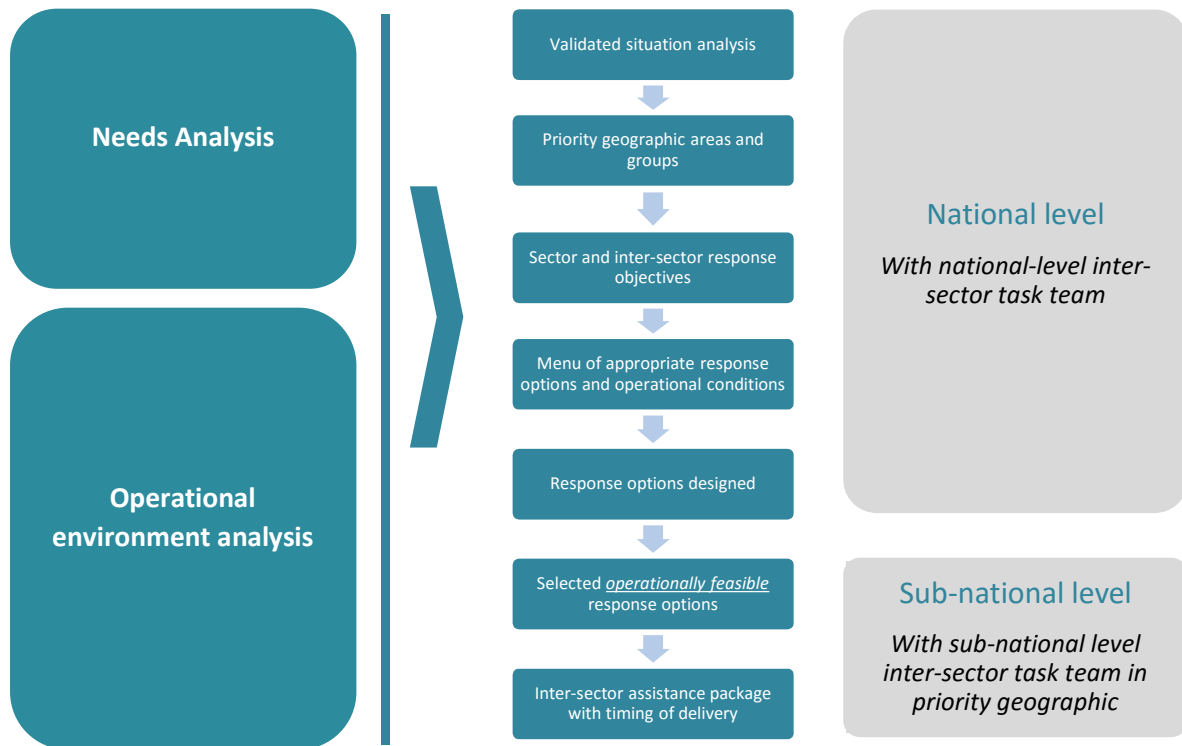 Needs Analysis
Operational
environment analysis
Validated situation analysis
Priority geographic areas and
groups
Sector and inter-sector response
objectives
Menu of appropriate response
options and operational conditions
Response options designed
Selected operationally feasible
response options
Inter-sector assistance package
with timing of delivery
National level
With national-level inter-
sector task team
Sub-national level
With sub-national level
inter-sector task team in
priority geographic